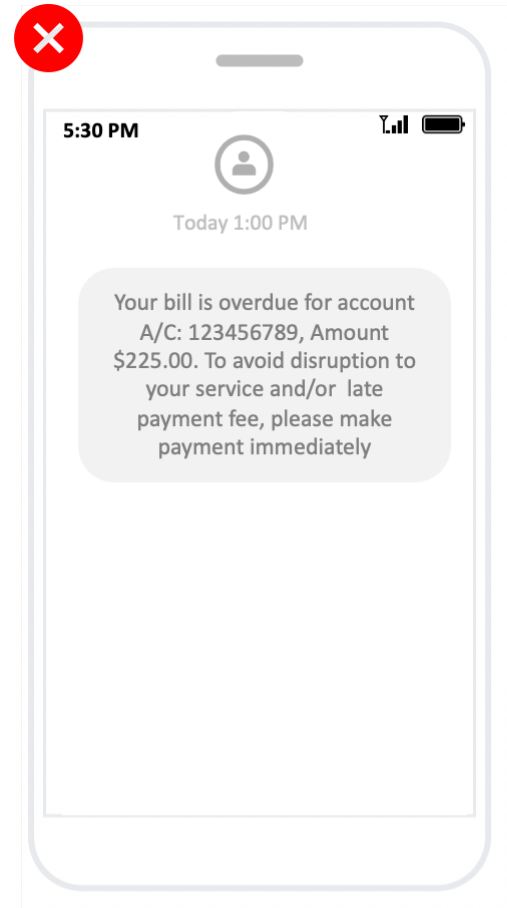 5:30 PM
Today 1:00 PM
Your bill is overdue for account
A/C: 123456789, Amount
$225.00. To avoid disruption to
your service and/or  late
payment fee, please make
payment immediately